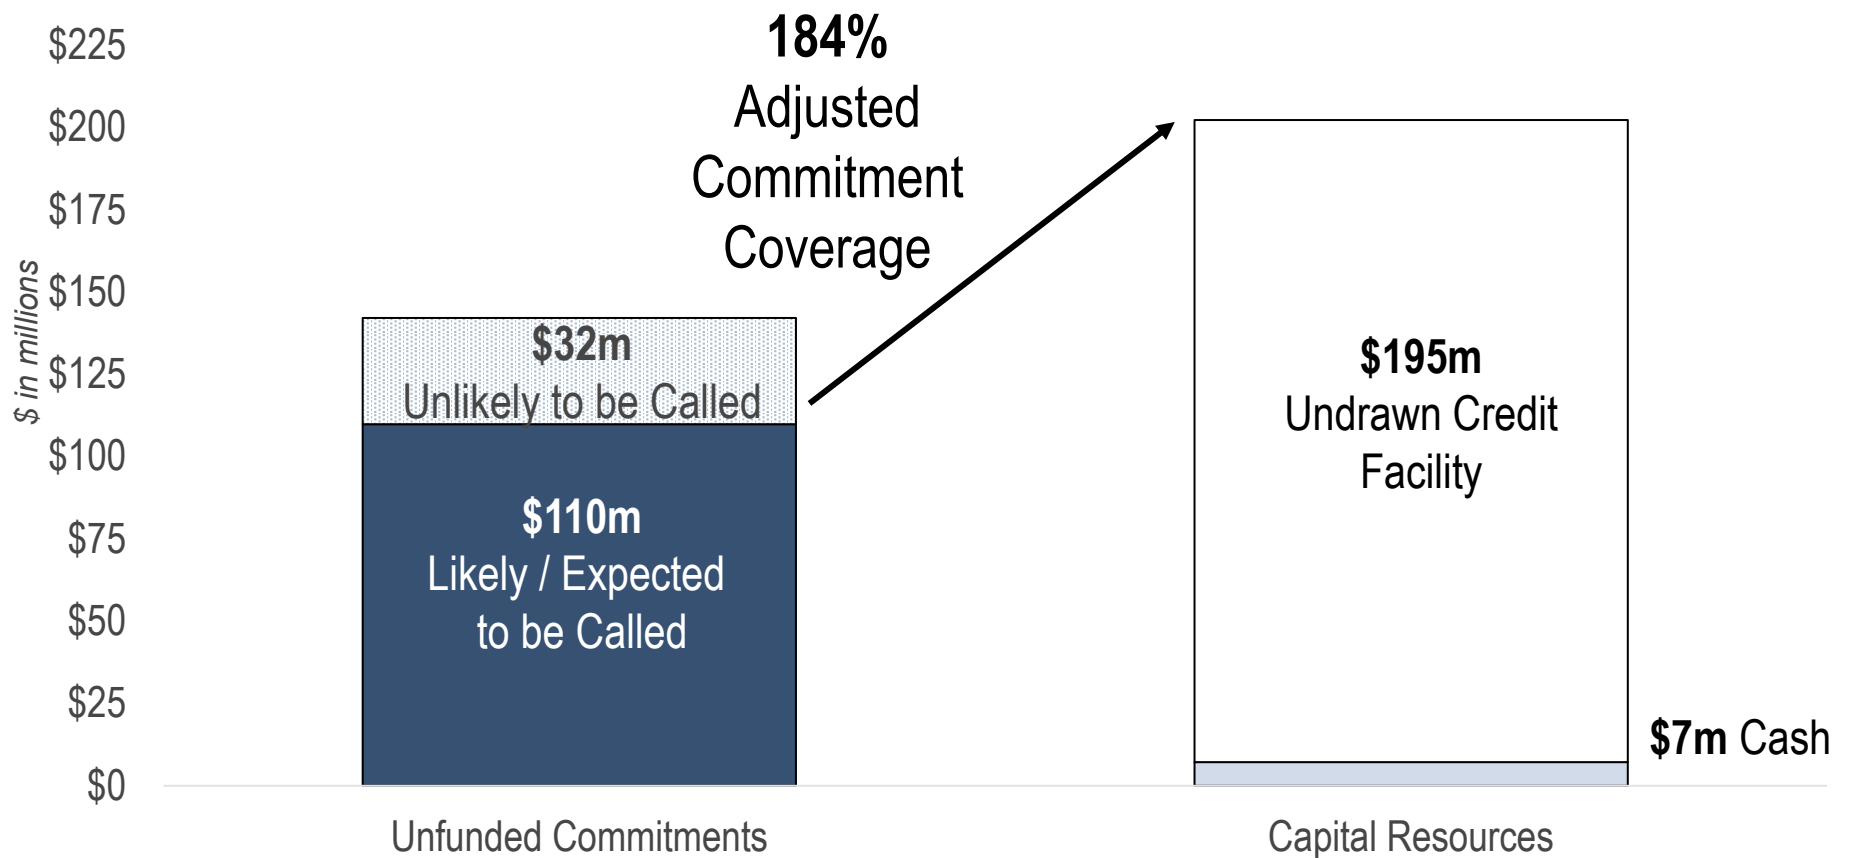 184%
Adjusted
Commitment
Coverage
$ in millions
$225
$200
$175
$150
$125
$100
$75
$50
$25
$0
$32m
Unlikely to be Called
$110m
Likely / Expected
to be Called
$195m
Undrawn Credit
Facility
$7m Cash
Unfunded Commitments
Capital Resources